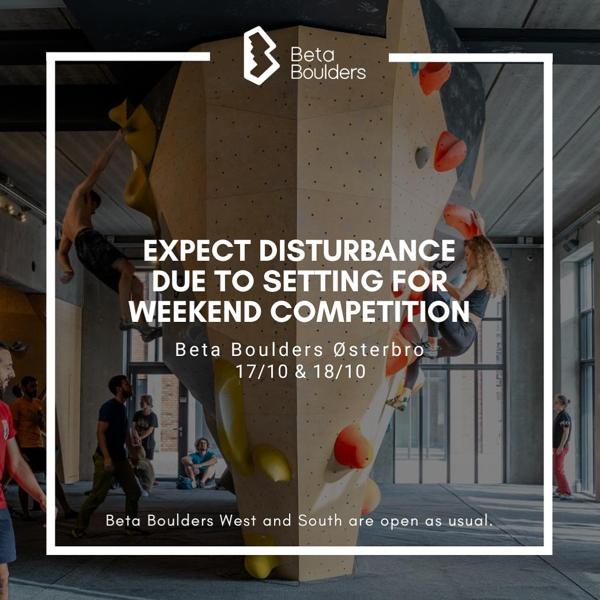 Beta
Boulders
EXPECT DISTURBANCE
DUE TO SETTING FOR
WEEKEND COMPETITION
Beta Boulders Østerbro
17/10 & 18/10
Beta Boulders West and South are open as usual.